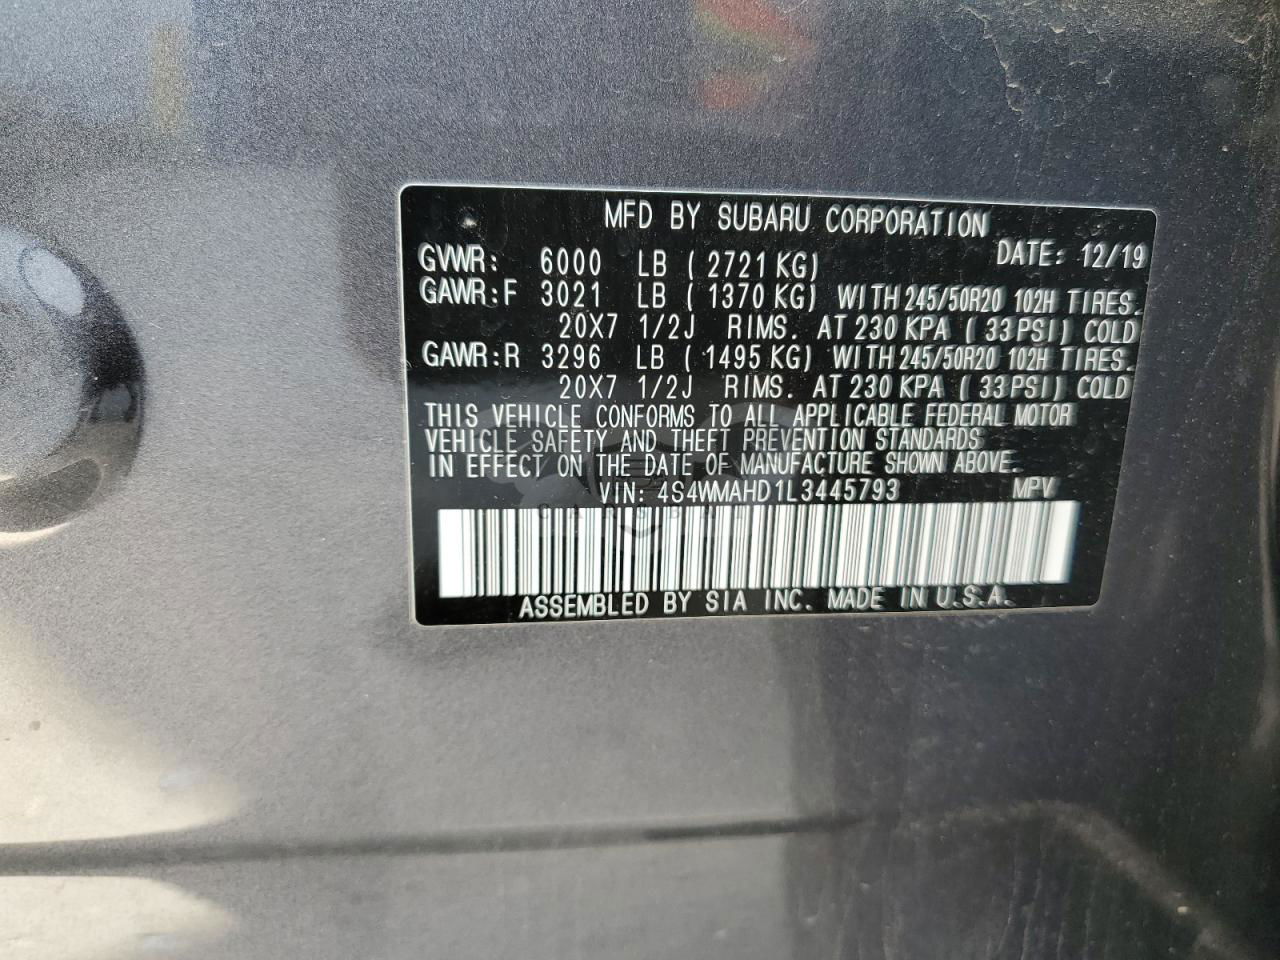 MFD BY SUBARU CORPORATION
DATE: 12/19
GVWR: 6000 LB ( 2721 KG)
GAWR:F 3021 LB ( 1370 KG) WITH 245/50R20 102H TIRES.
20X7 1/2J RIMS. AT 230 KPA ( 33 PSI) COLD
GAWR:R 3296 LB ( 1495 KG) WITH 245/50R20 102H TIRES.
20X7 1/2J RIMS. AT 230 KPA ( 33 PSI) COLD
THIS VEHICLE CONFORMS TO ALL APPLICABLE FEDERAL MOTOR
VEHICLE SAFETY AND THEFT PREVENTION STANDARDS
IN EFFECT ON THE DATE OF MANUFACTURE SHOWN ABOVE.
VIN: 4S4WMAHD1L3445793 MPV
ASSEMBLED BY SIA INC. MADE IN U.S.A.